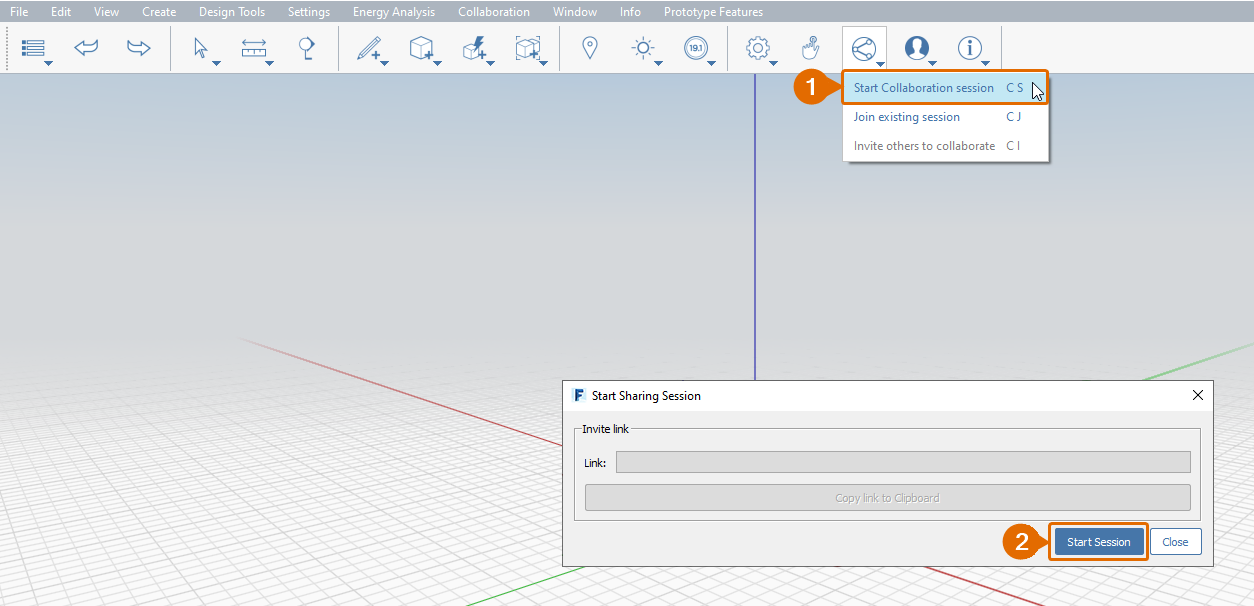 File Edit View Create Design Tools Settings Energy Analysis Collaboration Window Info Prototype Features
19.1
1
Start Collaboration session C S
Join existing session C J
Invite others to collaborate C I
F Start Sharing Session
Invite link
Link:
Copy link to Clipboard
2 Start Session Close